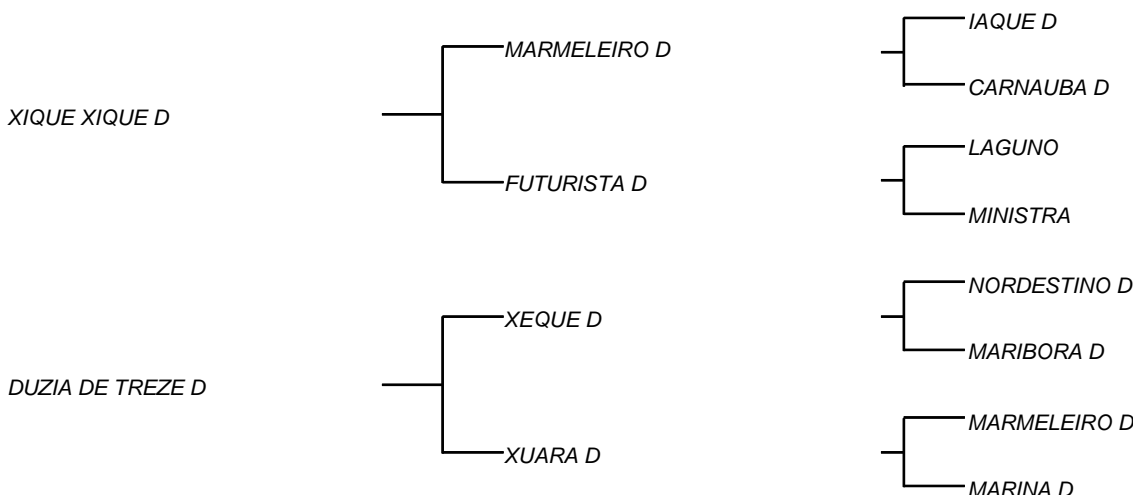 IAQUE D
MARMELEIRO D
CARNAUBA D
XIQUE XIQUE D
LAGUNO
FUTURISTA D
MINISTRA
NORDESTINO D
XEQUE D
MARIBORA D
DUZIA DE TREZE D
MARMELEIRO D
XUARA D
MARINA D